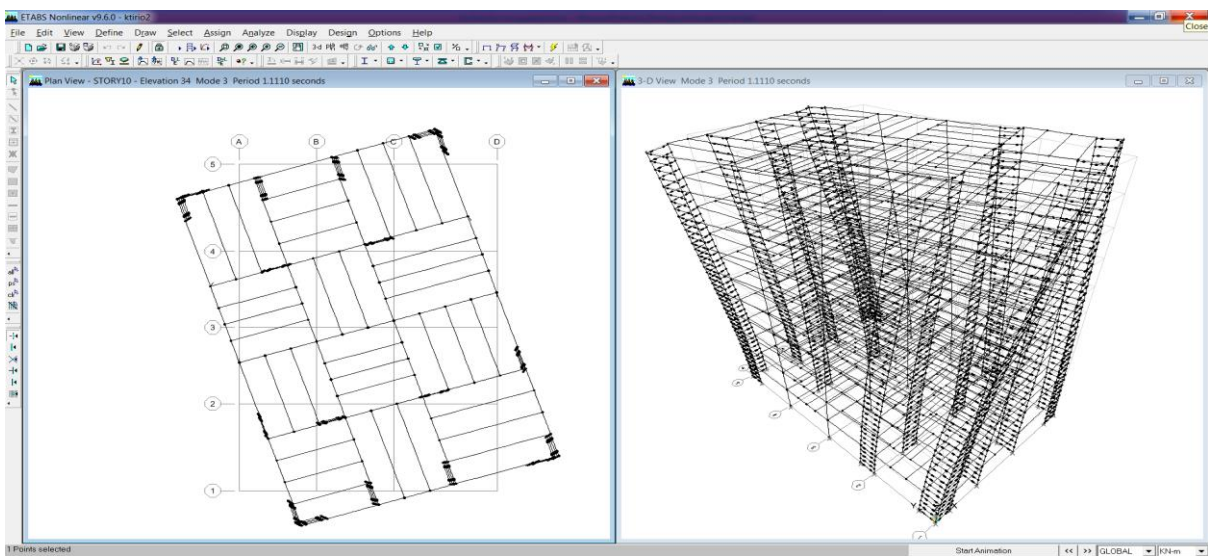 ETABS Nonlinear v9.6.0 - ktirio2
Close
File Edit View Define Draw Select Assign Analyze Display Design Options Help
Plan View - STORY10 - Elevation 34 Mode 3 Period 1.1110 seconds
3-D View Mode 3 Period 1.1110 seconds
A B C D
5
4
3
2
1
1 Points selected
Start Animation << >> GLOBAL KN-m